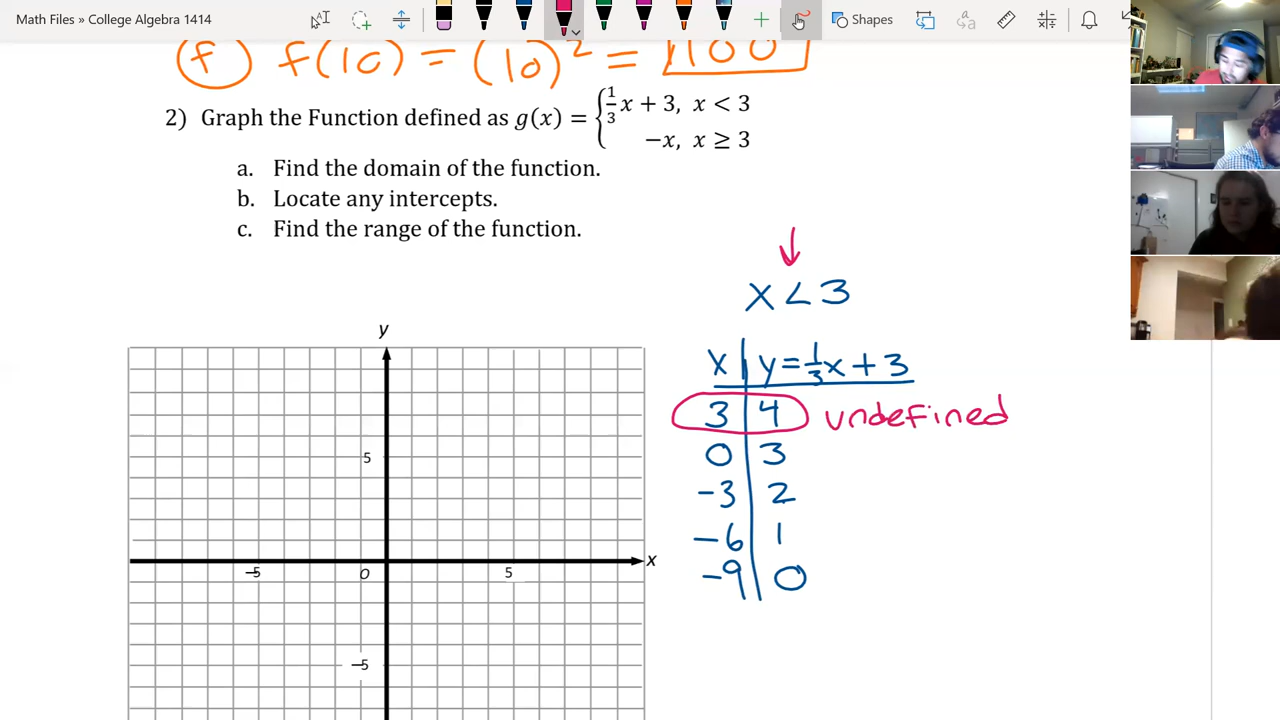 Math Files » College Algebra 1414
Shapes
(f) f(10) = (10)² = 100
2) Graph the Function defined as g(x) = { 1/3 x + 3, x < 3
−x, x ≥ 3
a. Find the domain of the function.
b. Locate any intercepts.
c. Find the range of the function.
↓
x < 3
x | y = 1/3 x + 3
3 | 4 undefined
0 | 3
-3 | 2
-6 | 1
-9 | 0
y
5
−5 0 5 x
−5